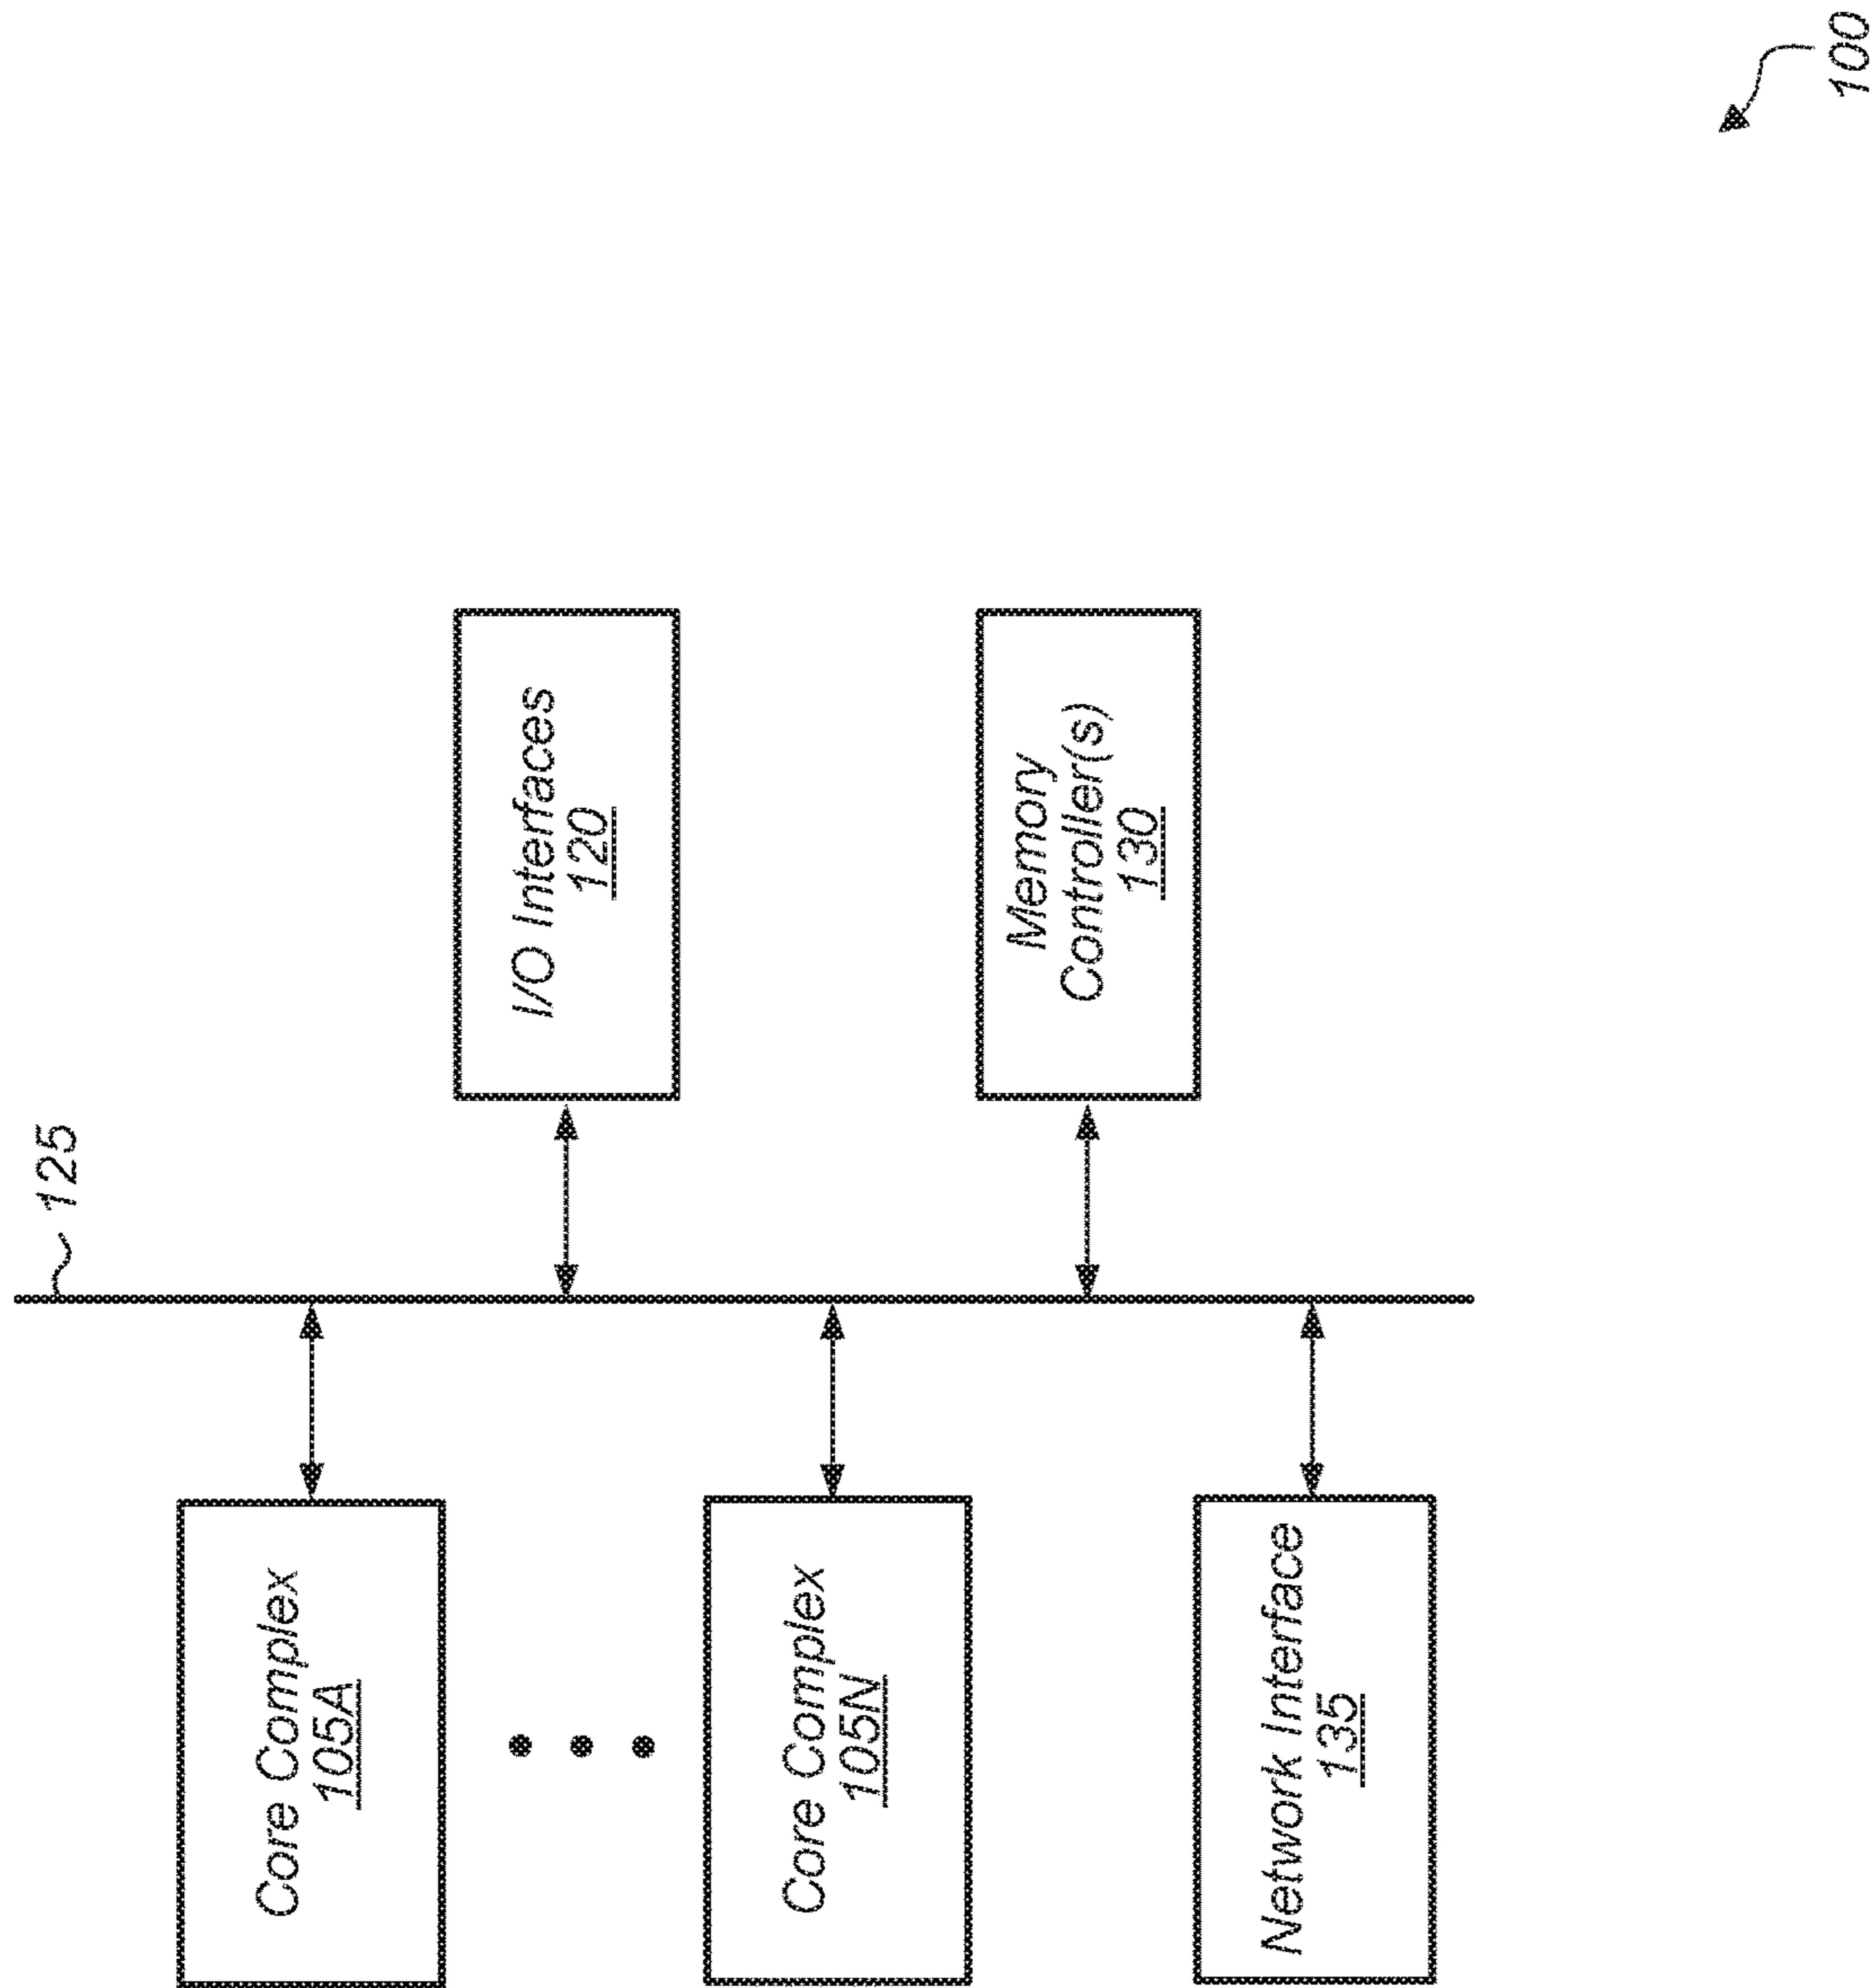 100
Core Complex
105A
Core Complex
105N
Network Interface
135
125
I/O Interfaces
120
Memory
Controller(s)
130